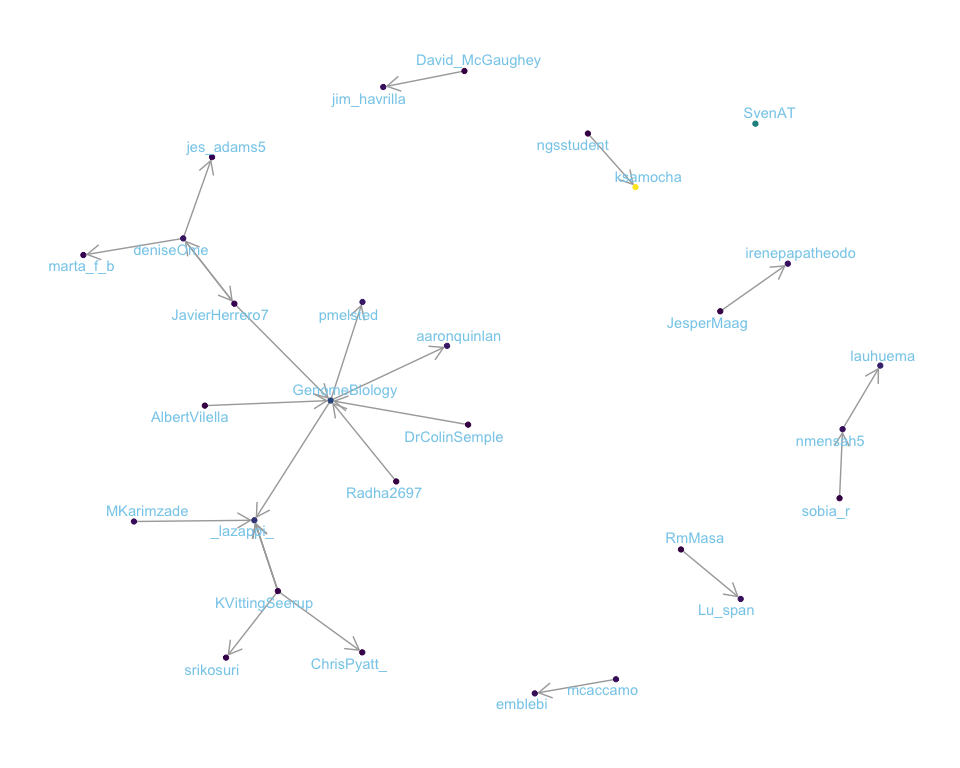 David_McGaughey
jim_havrilla
SvenAT
ngsstudent
jes_adams5
ksamocha
deniseOme
irenepapatheodo
marta_f_b
JavierHerrero7
pmelsted
JesperMaag
aaronquinlan
lauhuema
GenomeBiology
AlbertVilella
DrColinSemple
nmensah5
Radha2697
MKarimzade
sobia_r
_lazappi_
RmMasa
KVittingSeerup
Lu_span
ChrisPyatt_
srikosuri
mcaccamo
emblebi